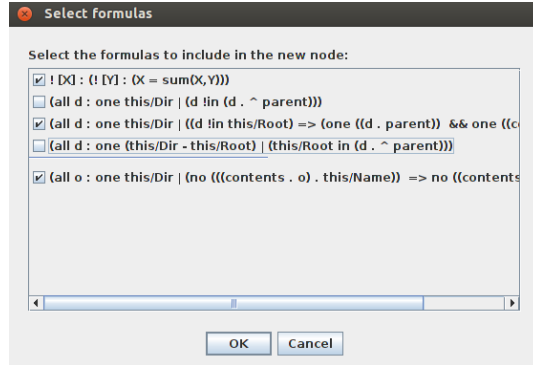 Select formulas
Select the formulas to include in the new node:
! [X] : (! [Y] : (X = sum(X,Y)))
(all d : one this/Dir | (d !in (d . ^ parent)))
(all d : one this/Dir | ((d !in this/Root) => (one ((d . parent)) && one ((c
(all d : one (this/Dir - this/Root) | (this/Root in (d . ^ parent)))
(all o : one this/Dir | (no (((contents . o) . this/Name)) => no ((contents
OK Cancel